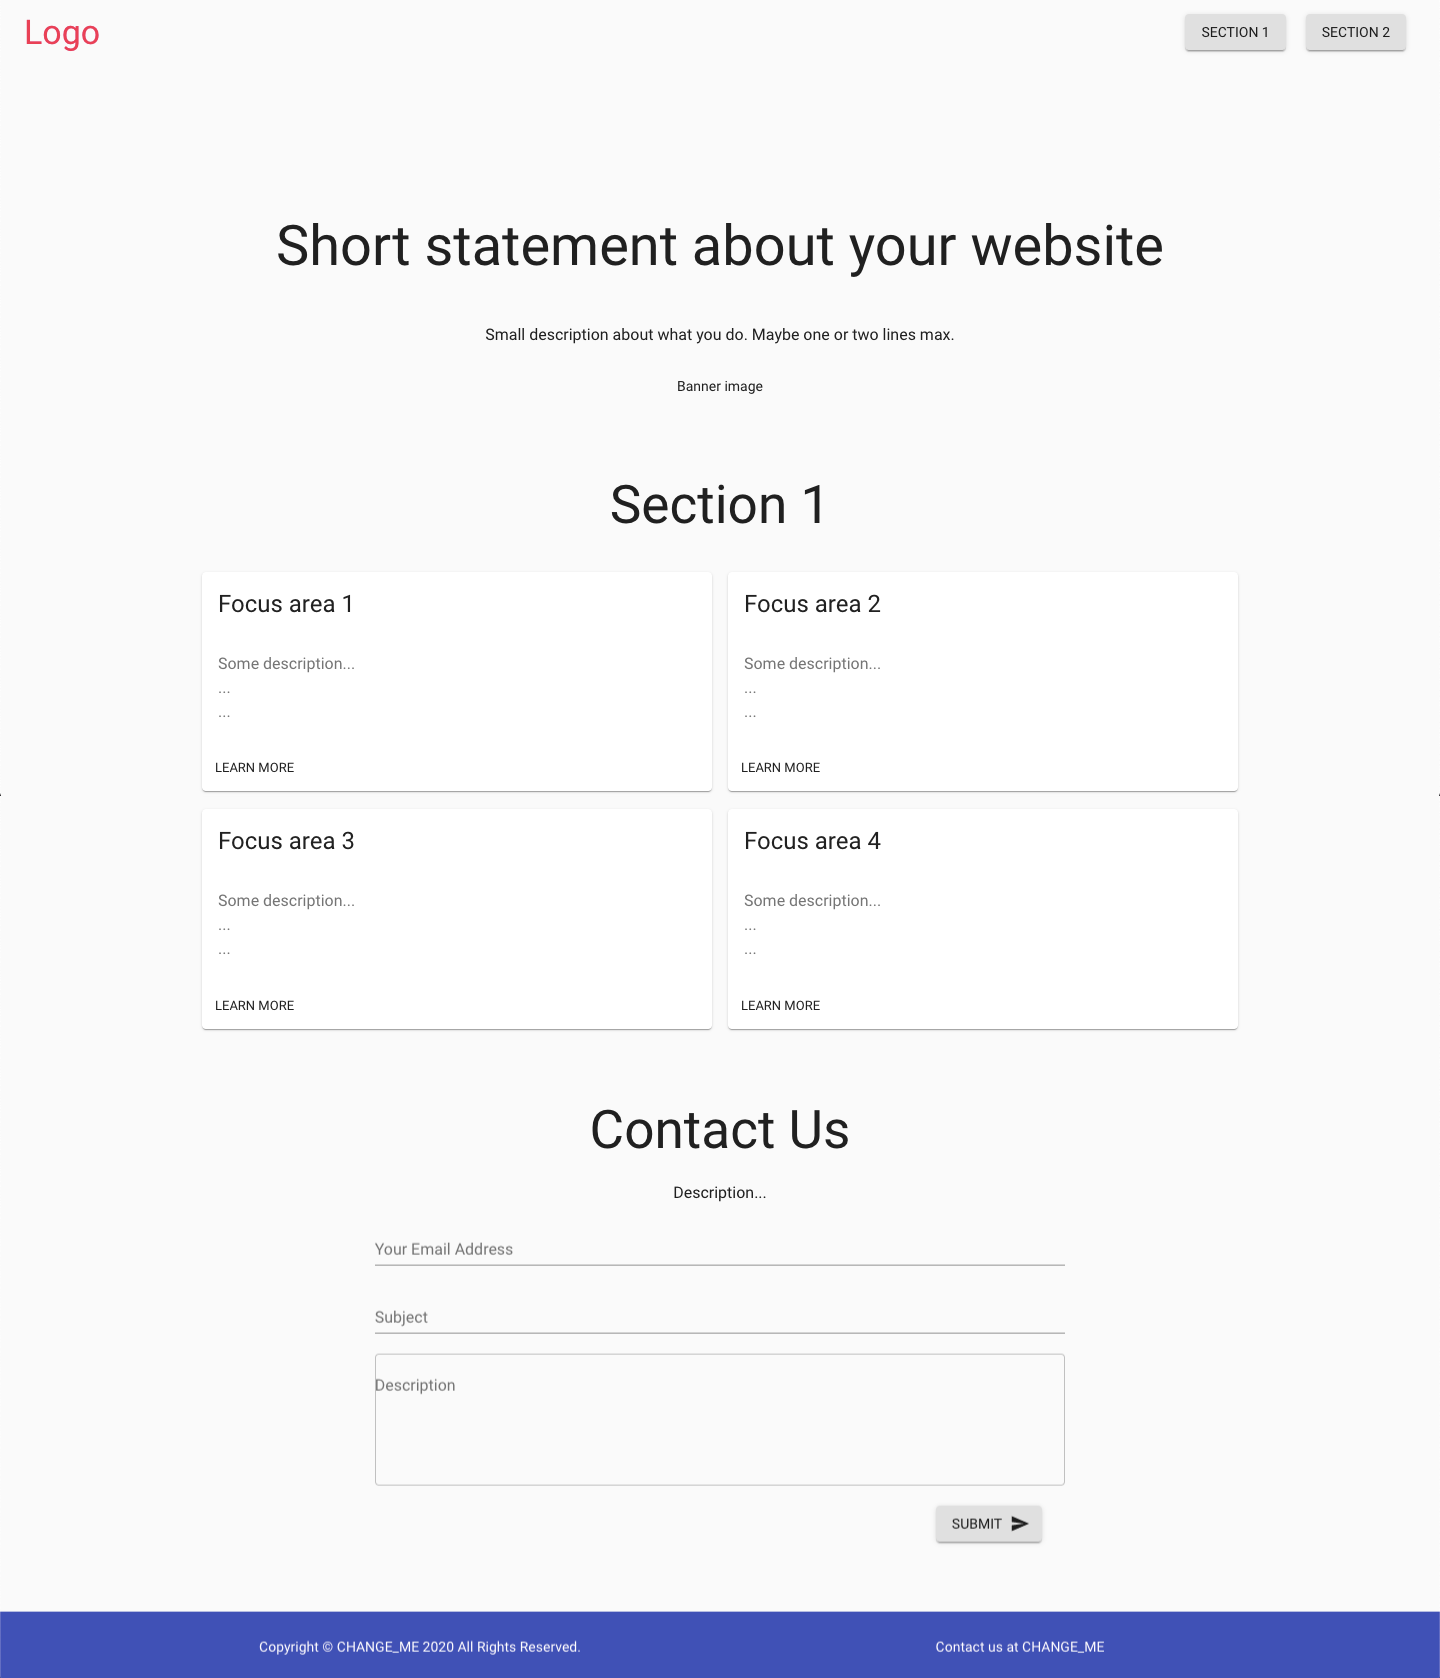 Logo
SECTION 1
SECTION 2
Short statement about your website
Small description about what you do. Maybe one or two lines max.
Banner image
Section 1
Focus area 1
Some description...
...
...
LEARN MORE
Focus area 2
Some description...
...
...
LEARN MORE
Focus area 3
Some description...
...
...
LEARN MORE
Focus area 4
Some description...
...
...
LEARN MORE
Contact Us
Description...
Your Email Address
Subject
Description
SUBMIT
Copyright © CHANGE_ME 2020 All Rights Reserved.
Contact us at CHANGE_ME